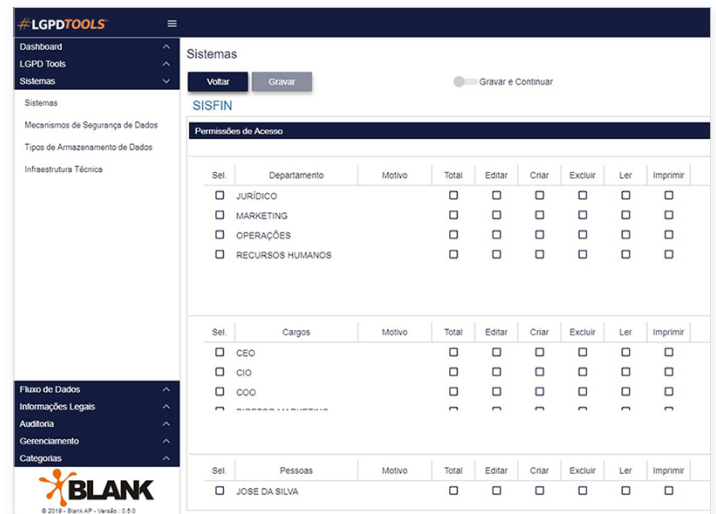 #LGPDTOOLS
Dashboard
LGPD Tools
Sistemas
Sistemas
Mecanismos de Segurança de Dados
Tipos de Armazenamento de Dados
Infraestrutura Técnica
Fluxo de Dados
Informações Legais
Auditoria
Gerenciamento
Categorias
BLANK
© 2019 - Blank AP - Versão : 0.5.0
Sistemas
Voltar Gravar Gravar e Continuar
SISFIN
Permissões de Acesso
Sel. Departamento Motivo Total Editar Criar Excluir Ler Imprimir
JURÍDICO
MARKETING
OPERAÇÕES
RECURSOS HUMANOS
Sel. Cargos Motivo Total Editar Criar Excluir Ler Imprimir
CEO
CIO
COO
DIRETOR MARKETING
Sel. Pessoas Motivo Total Editar Criar Excluir Ler Imprimir
JOSE DA SILVA